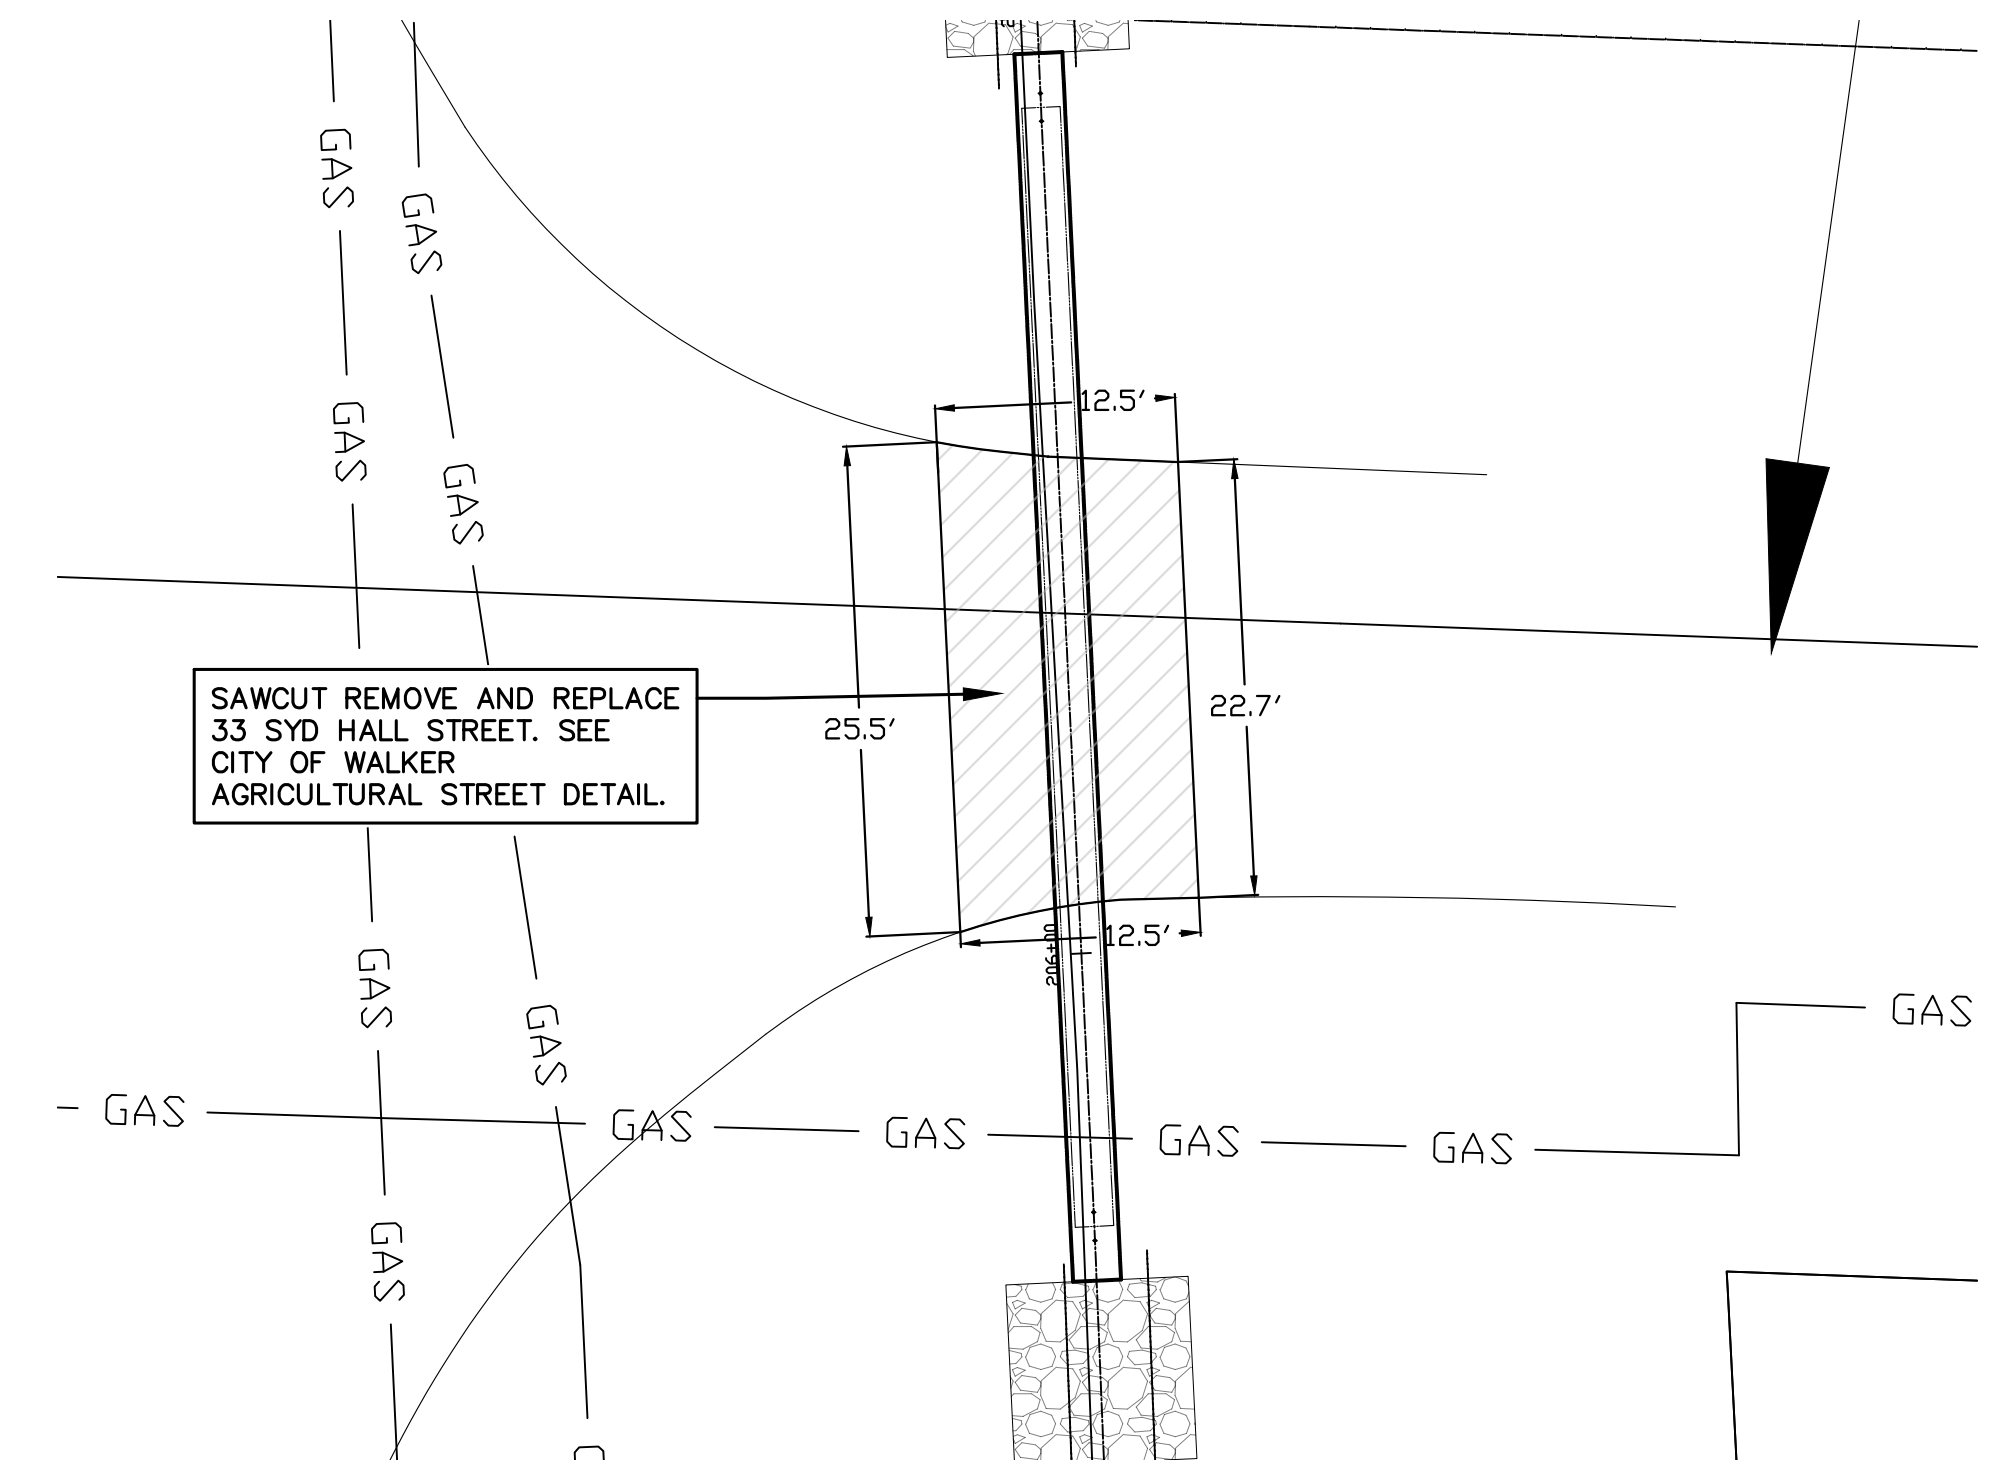 GAS
GAS
GAS
GAS
12.5'
SAWCUT REMOVE AND REPLACE
33 SYD HALL STREET. SEE
CITY OF WALKER
AGRICULTURAL STREET DETAIL.
25.5'
22.7'
12.5'
206+00
GAS
GAS
GAS
GAS
GAS
GAS
GAS
GAS
GAS